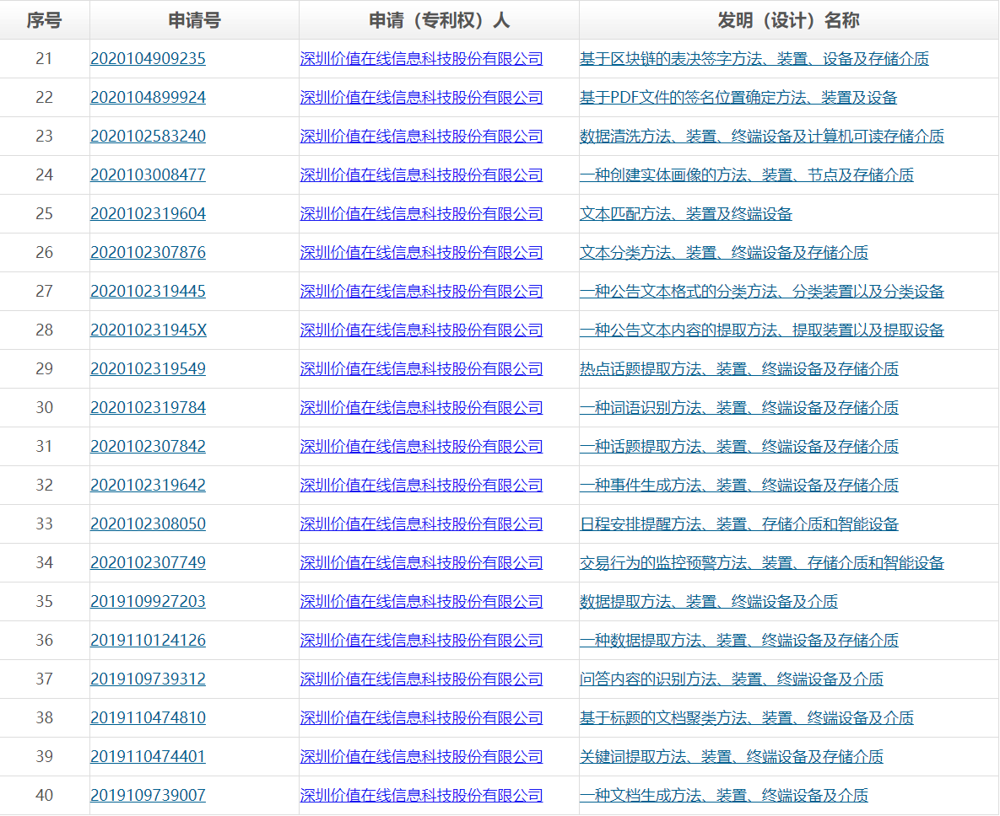 序号 申请号 申请（专利权）人 发明（设计）名称
21 2020104909235 深圳价值在线信息科技股份有限公司 基于区块链的表决签字方法、装置、设备及存储介质
22 2020104899924 深圳价值在线信息科技股份有限公司 基于PDF文件的签名位置确定方法、装置及设备
23 2020102583240 深圳价值在线信息科技股份有限公司 数据清洗方法、装置、终端设备及计算机可读存储介质
24 2020103008477 深圳价值在线信息科技股份有限公司 一种创建实体画像的方法、装置、节点及存储介质
25 2020102319604 深圳价值在线信息科技股份有限公司 文本匹配方法、装置及终端设备
26 2020102307876 深圳价值在线信息科技股份有限公司 文本分类方法、装置、终端设备及存储介质
27 2020102319445 深圳价值在线信息科技股份有限公司 一种公告文本格式的分类方法、分类装置以及分类设备
28 202010231945X 深圳价值在线信息科技股份有限公司 一种公告文本内容的提取方法、提取装置以及提取设备
29 2020102319549 深圳价值在线信息科技股份有限公司 热点话题提取方法、装置、终端设备及存储介质
30 2020102319784 深圳价值在线信息科技股份有限公司 一种词语识别方法、装置、终端设备及存储介质
31 2020102307842 深圳价值在线信息科技股份有限公司 一种话题提取方法、装置、终端设备及存储介质
32 2020102319642 深圳价值在线信息科技股份有限公司 一种事件生成方法、装置、终端设备及存储介质
33 2020102308050 深圳价值在线信息科技股份有限公司 日程安排提醒方法、装置、存储介质和智能设备
34 2020102307749 深圳价值在线信息科技股份有限公司 交易行为的监控预警方法、装置、存储介质和智能设备
35 2019109927203 深圳价值在线信息科技股份有限公司 数据提取方法、装置、终端设备及介质
36 2019110124126 深圳价值在线信息科技股份有限公司 一种数据提取方法、装置、终端设备及存储介质
37 2019109739312 深圳价值在线信息科技股份有限公司 问答内容的识别方法、装置、终端设备及介质
38 2019110474810 深圳价值在线信息科技股份有限公司 基于标题的文档聚类方法、装置、终端设备及介质
39 2019110474401 深圳价值在线信息科技股份有限公司 关键词提取方法、装置、终端设备及存储介质
40 2019109739007 深圳价值在线信息科技股份有限公司 一种文档生成方法、装置、终端设备及存储介质